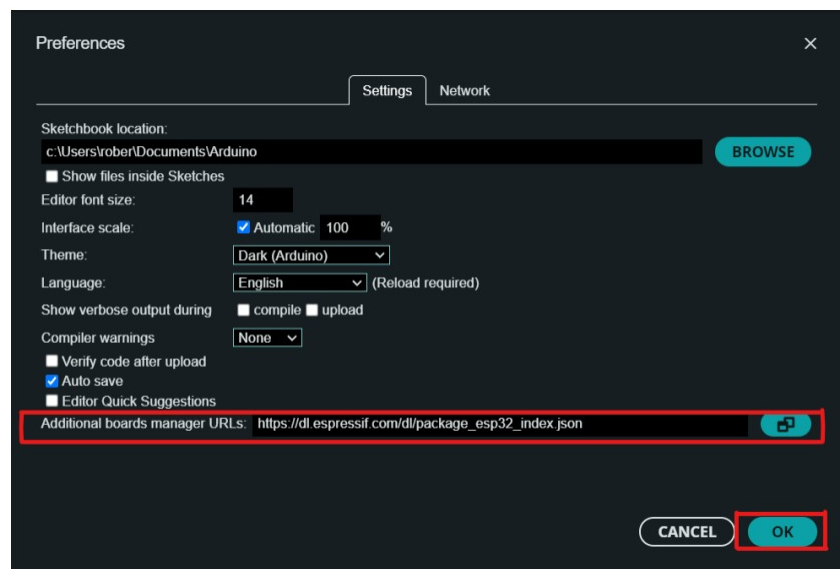 Preferences
Settings Network
Sketchbook location:
c:\Users\rober\Documents\Arduino BROWSE
Show files inside Sketches
Editor font size: 14
Interface scale: Automatic 100 %
Theme: Dark (Arduino)
Language: English (Reload required)
Show verbose output during compile upload
Compiler warnings None
Verify code after upload
Auto save
Editor Quick Suggestions
Additional boards manager URLs: https://dl.espressif.com/dl/package_esp32_index.json
CANCEL OK